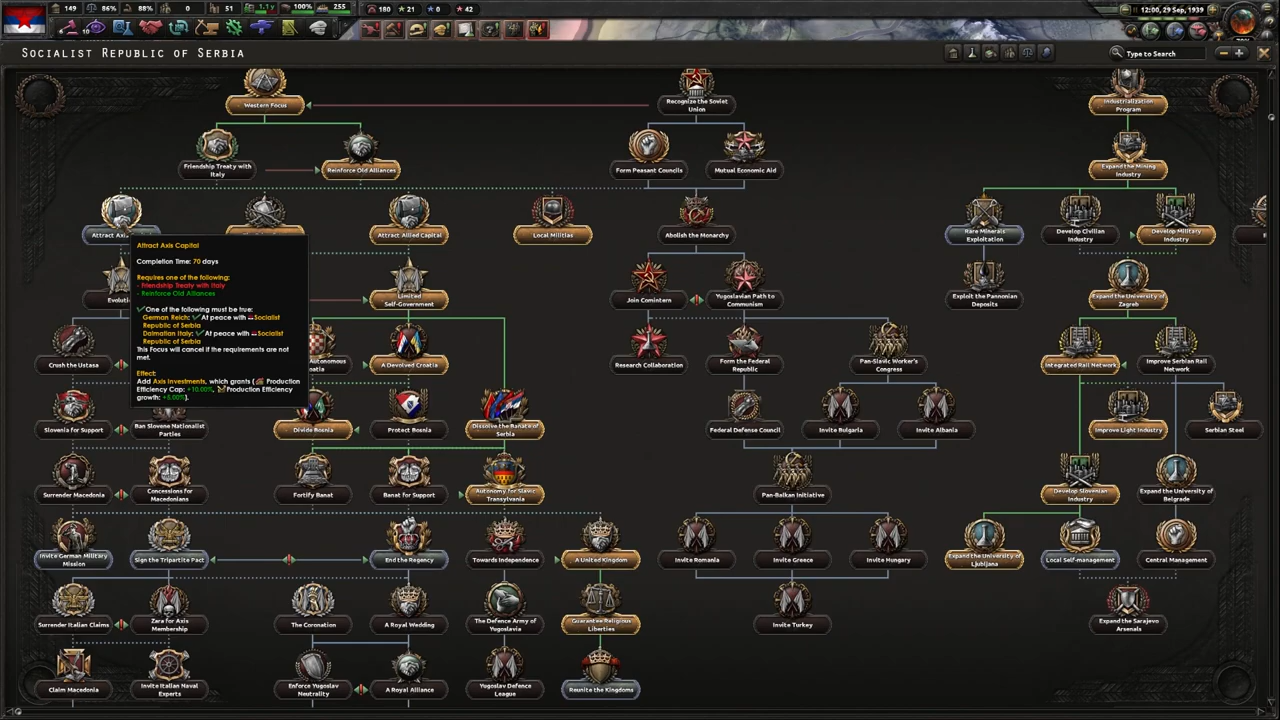 149 86% 88% 0 51 1.1y 100% 255 180 21 0 42 12:00, 29 Sep, 1939
10
Socialist Republic of Serbia
Type to Search
Western Focus
Recognize the Soviet Union
Industrialization Program
Friendship Treaty with Italy
Reinforce Old Alliances
Form Peasant Councils
Mutual Economic Aid
Expand the Mining Industry
Attract Allied Capital
Local Militias
Abolish the Monarchy
Rare Minerals Exploitation
Develop Civilian Industry
Develop Military Industry
Attract Axis Capital
Completion Time: 70 days
Requires one of the following:
- Friendship Treaty with Italy
- Reinforce Old Alliances
One of the following must be true:
German Reich: At peace with Socialist
Republic of Serbia
Dalmatian Italy: At peace with Socialist
Republic of Serbia
This Focus will cancel if the requirements are not
met.
Effect:
Add Axis Investments, which grants ( Production
Efficiency Cap: +10.00%, Production Efficiency
growth: +5.00%).
Limited Self-Government
Join Comintern
Yugoslavian Path to Communism
Exploit the Pannonian Deposits
Expand the University of Zagreb
Crush the Ustasa
A Devolved Croatia
Research Collaboration
Form the Federal Republic
Pan-Slavic Worker's Congress
Integrated Rail Network
Improve Serbian Rail Network
Slovenia for Support
Ban Slovene Nationalist Parties
Divide Bosnia
Protect Bosnia
Dissolve the Banate of Serbia
Federal Defense Council
Invite Bulgaria
Invite Albania
Improve Light Industry
Serbian Steel
Surrender Macedonia
Concessions for Macedonians
Fortify Banat
Banat for Support
Autonomy for Slavic Transylvania
Pan-Balkan Initiative
Develop Slovenian Industry
Expand the University of Belgrade
Invite German Military Mission
Sign the Tripartite Pact
End the Regency
Towards Independence
A United Kingdom
Invite Romania
Invite Greece
Invite Hungary
Expand the University of Ljubljana
Local Self-management
Central Management
Surrender Italian Claims
Zara for Axis Membership
The Coronation
A Royal Wedding
The Defence Army of Yugoslavia
Guarantee Religious Liberties
Invite Turkey
Expand the Sarajevo Arsenals
Claim Macedonia
Invite Italian Naval Experts
Enforce Yugoslav Neutrality
A Royal Alliance
Yugoslav Defence League
Reunite the Kingdoms